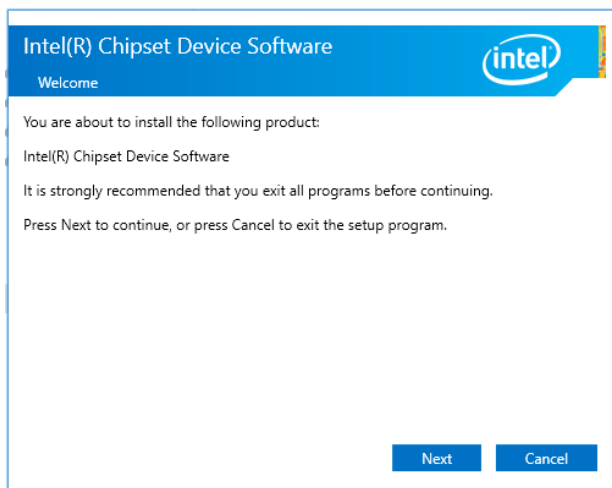 Intel(R) Chipset Device Software
intel
Welcome
You are about to install the following product:
Intel(R) Chipset Device Software
It is strongly recommended that you exit all programs before continuing.
Press Next to continue, or press Cancel to exit the setup program.
Next
Cancel